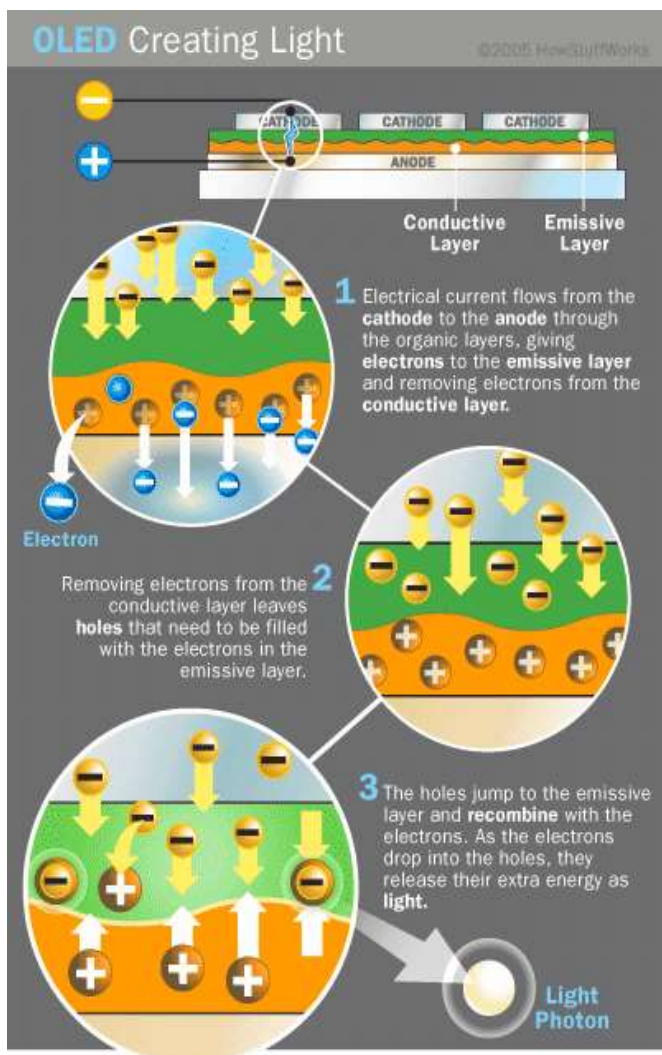 OLED Creating Light
©2005 HowStuffWorks
CATHODE CATHODE CATHODE
ANODE
Conductive
Layer
Emissive
Layer
1 Electrical current flows from the
cathode to the anode through
the organic layers, giving
electrons to the emissive layer
and removing electrons from the
conductive layer.
Electron
2
Removing electrons from the
conductive layer leaves
holes that need to be filled
with the electrons in the
emissive layer.
3 The holes jump to the emissive
layer and recombine with the
electrons. As the electrons
drop into the holes, they
release their extra energy as
light.
Light
Photon